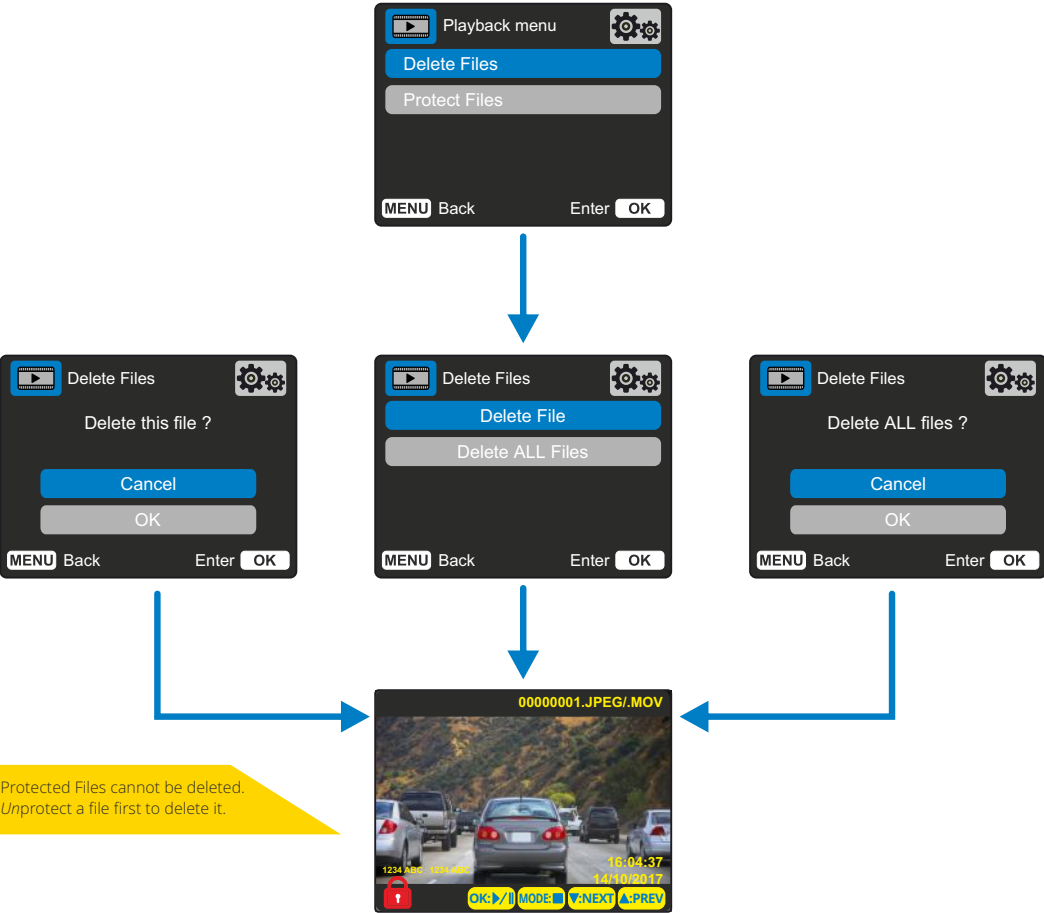 Playback menu
Delete Files
Protect Files
MENU Back Enter OK
Delete Files
Delete this file ?
Cancel
OK
MENU Back Enter OK
Delete Files
Delete File
Delete ALL Files
MENU Back Enter OK
Delete Files
Delete ALL files ?
Cancel
OK
MENU Back Enter OK
00000001.JPEG/.MOV
Protected Files cannot be deleted.
Unprotect a file first to delete it.
16:04:37
1234 ABC 1234 ABC
14/10/2017
OK:▶/|| MODE:■ ▼:NEXT ▲:PREV